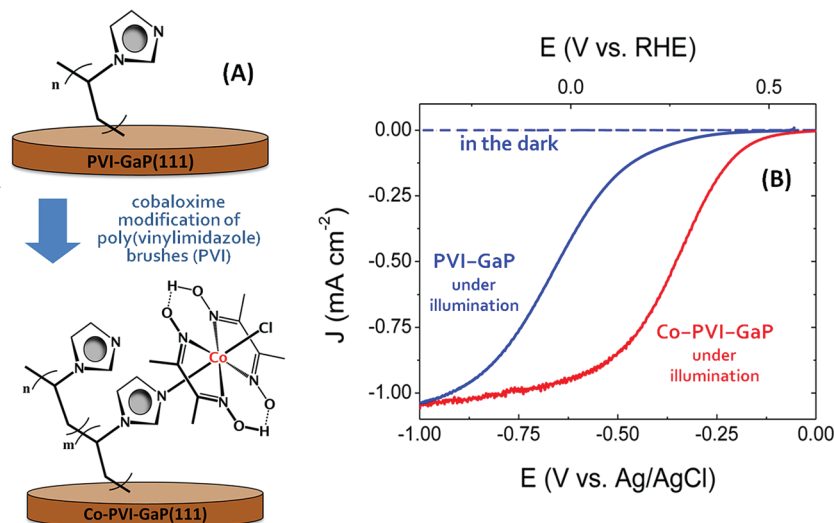 (A)
N
N
n
PVI-GaP(111)
cobaloxime
modification of
poly(vinylimidazole)
brushes (PVI)
H
O
O
N
N
Cl
Co
N
N
N
N
N
N
O
O
H
n
m
Co-PVI-GaP(111)
E (V vs. RHE)
0.0
0.5
0.00
in the dark
(B)
-0.25
-0.50
-0.75
-1.00
J (mA cm-2)
PVI–GaP
under
illumination
Co–PVI–GaP
under
illumination
-1.00
-0.75
-0.50
-0.25
0.00
E (V vs. Ag/AgCl)